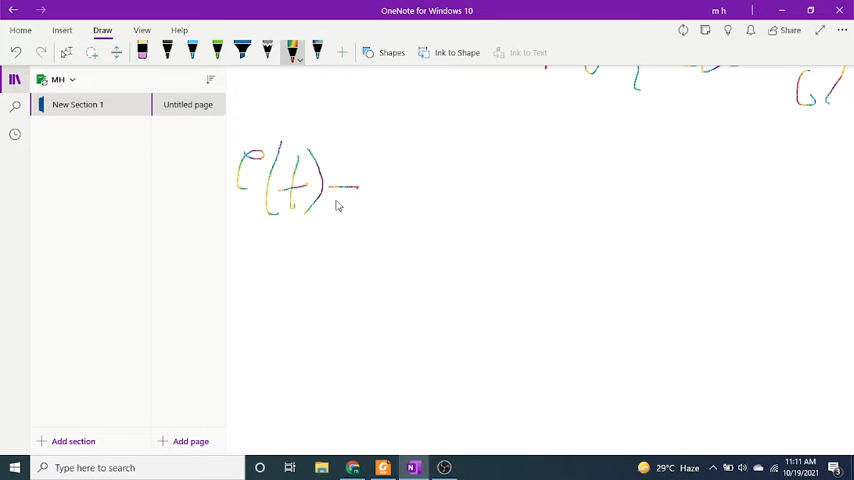 OneNote for Windows 10
m h
Home Insert Draw View Help
Share
Shapes Ink to Shape Ink to Text
MH
New Section 1 Untitled page
(t) –
Add section Add page
Type here to search
29°C Haze
11:11 AM
10/19/2021
3